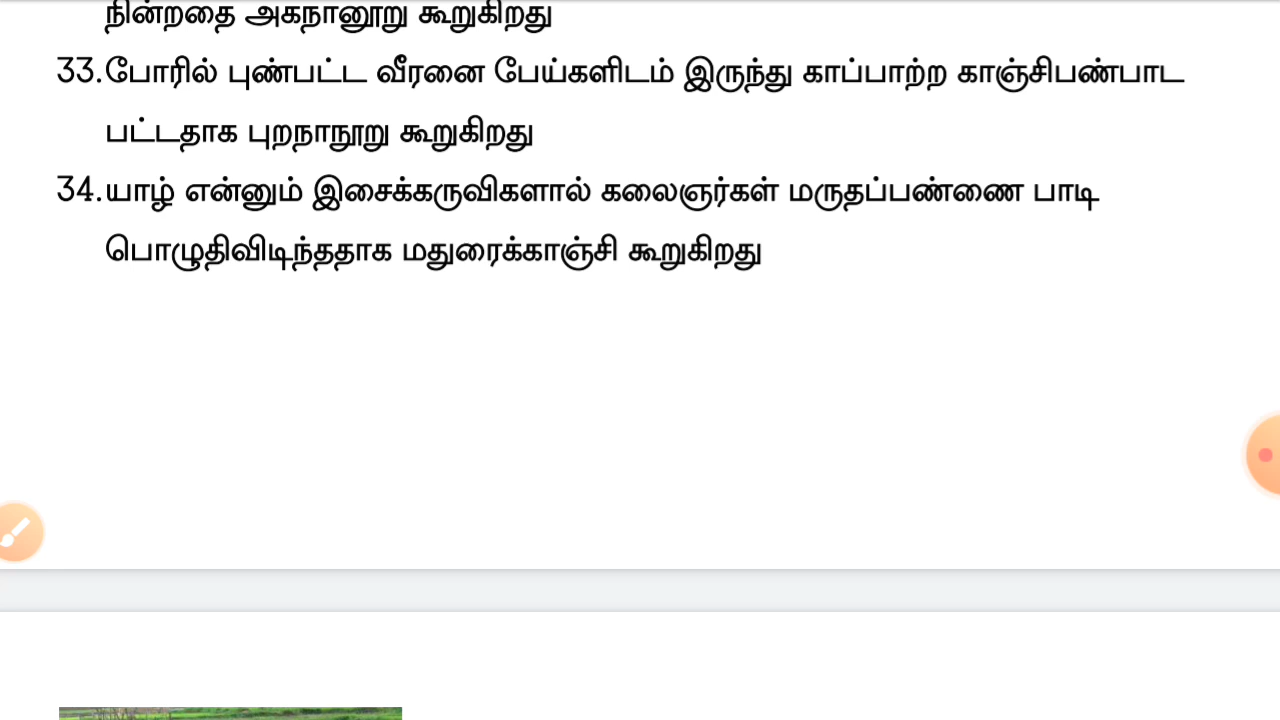 நின்றதை அகநானூறு கூறுகிறது
33.போரில் புண்பட்ட வீரனை பேய்களிடம் இருந்து காப்பாற்ற காஞ்சிபண்பாட
பட்டதாக புறநாநூறு கூறுகிறது
34.யாழ் என்னும் இசைக்கருவிகளால் கலைஞர்கள் மருதப்பண்ணை பாடி
பொழுதிவிடிந்ததாக மதுரைக்காஞ்சி கூறுகிறது